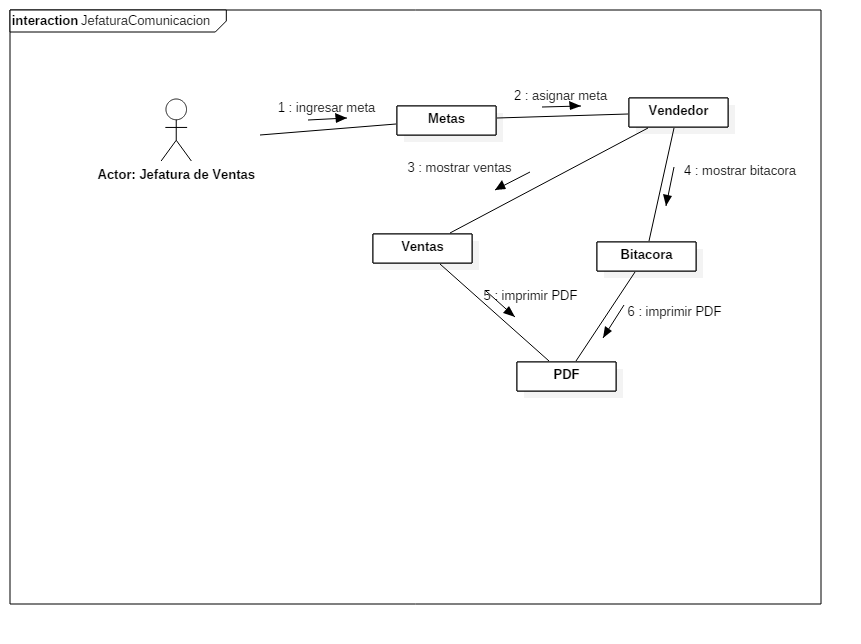 interaction JefaturaComunicacion
1 : ingresar meta
2 : asignar meta
Metas
Vendedor
Actor: Jefatura de Ventas
3 : mostrar ventas
4 : mostrar bitacora
Ventas
Bitacora
5 : imprimir PDF
6 : imprimir PDF
PDF